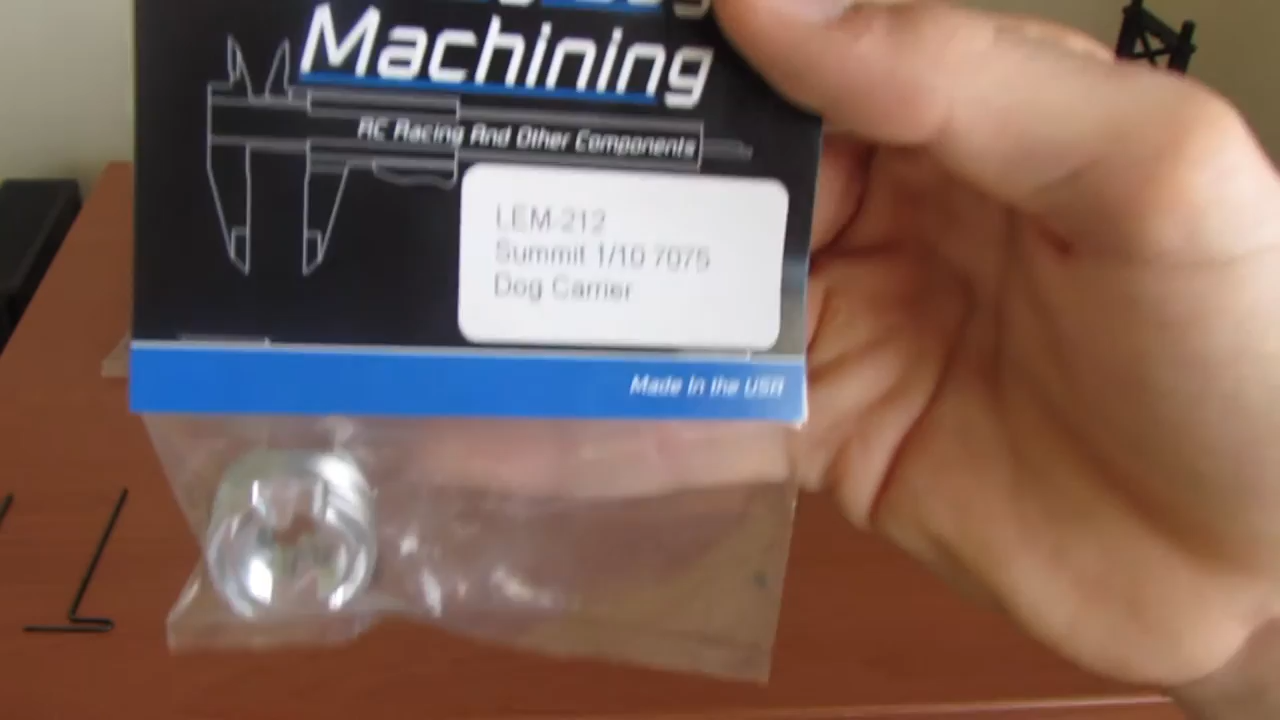 Machining
RC Racing And Other Components
LEM-212
Summit 1/10 7075
Dog Carrier
Made In the USA